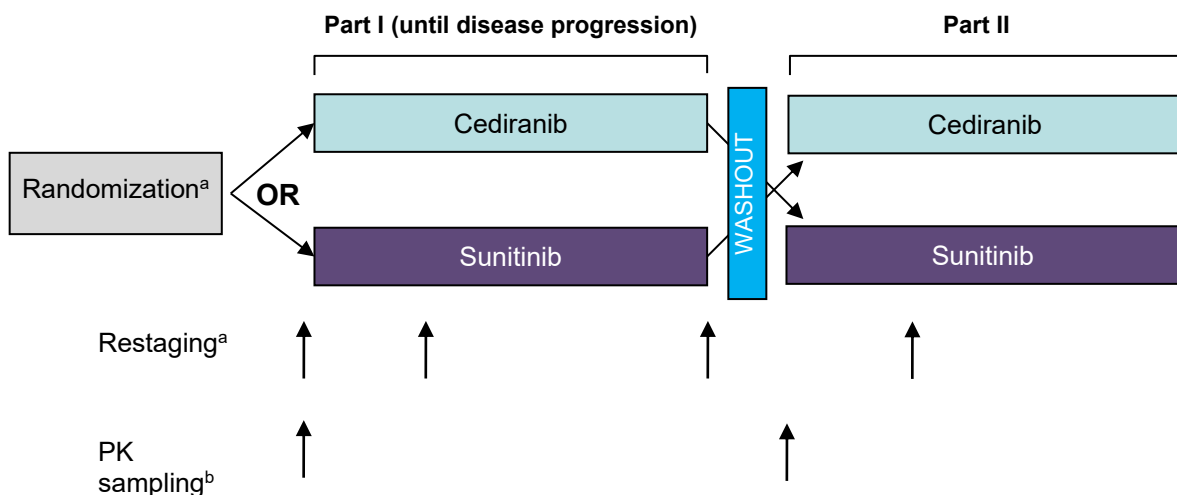 Part I (until disease progression)
Part II
Cediranib
Cediranib
Randomizationᵃ
OR
WASHOUT
Sunitinib
Sunitinib
Restagingᵃ
PK
samplingᵇ